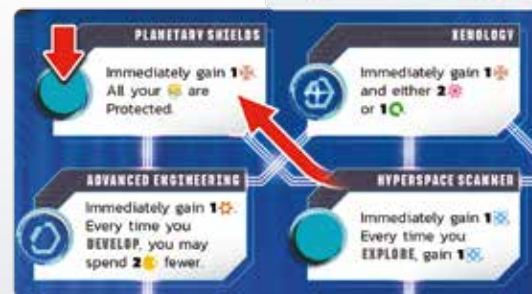 PLANETARY SHIELDS
Immediately gain 1
All your are
Protected.
XENOLOGY
Immediately gain 1
and either 2
or 1
ADVANCED ENGINEERING
Immediately gain 1.
Every time you
DEVELOP, you may
spend 2 fewer.
HYPERSPACE SCANNER
Immediately gain 1.
Every time you
EXPLORE, gain 1